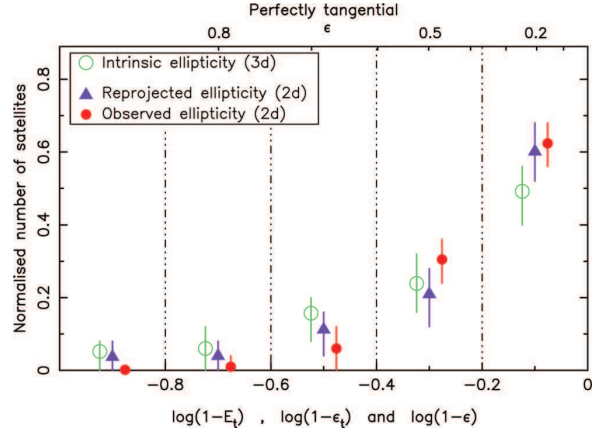 Perfectly tangential
ϵ
0.8 0.5 0.2
Intrinsic ellipticity (3d)
Reprojected ellipticity (2d)
Observed ellipticity (2d)
Normalised number of satellites
0.8
0.6
0.4
0.2
0
−0.8 −0.6 −0.4 −0.2 0
log(1−E_t) , log(1−ϵ_t) and log(1−ϵ)